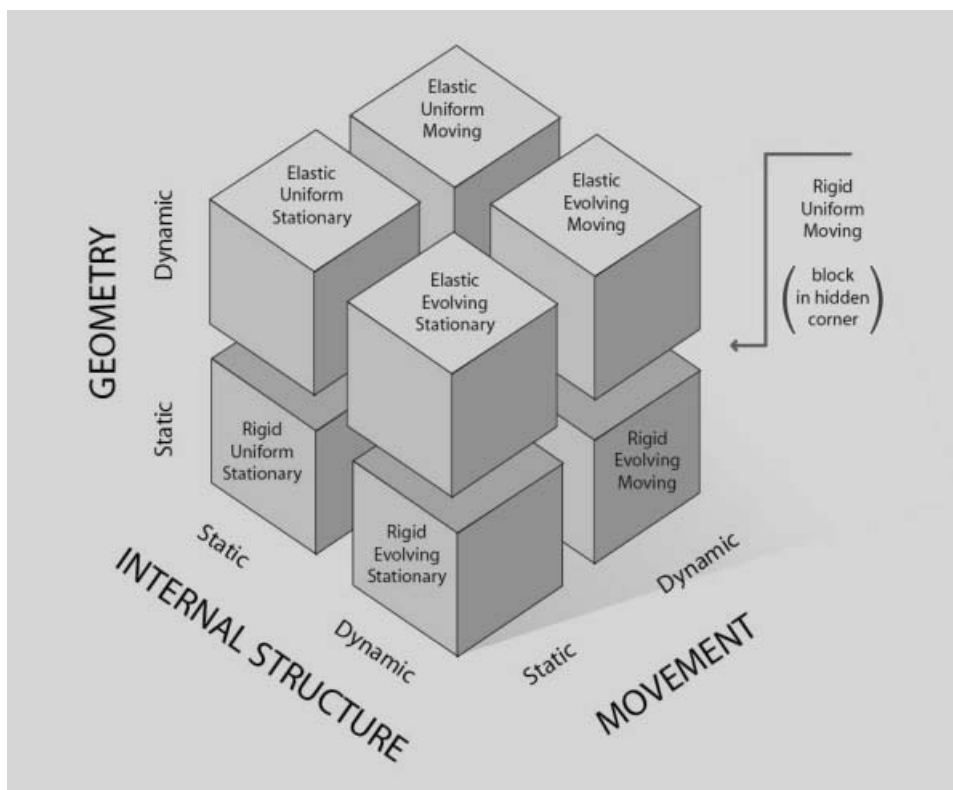 Elastic
Uniform
Moving
Elastic
Uniform
Stationary
Elastic
Evolving
Moving
Elastic
Evolving
Stationary
Rigid
Uniform
Moving
(block
in hidden
corner)
Rigid
Uniform
Stationary
Rigid
Evolving
Moving
Rigid
Evolving
Stationary
GEOMETRY
Dynamic
Static
INTERNAL STRUCTURE
Static
Dynamic
MOVEMENT
Static
Dynamic